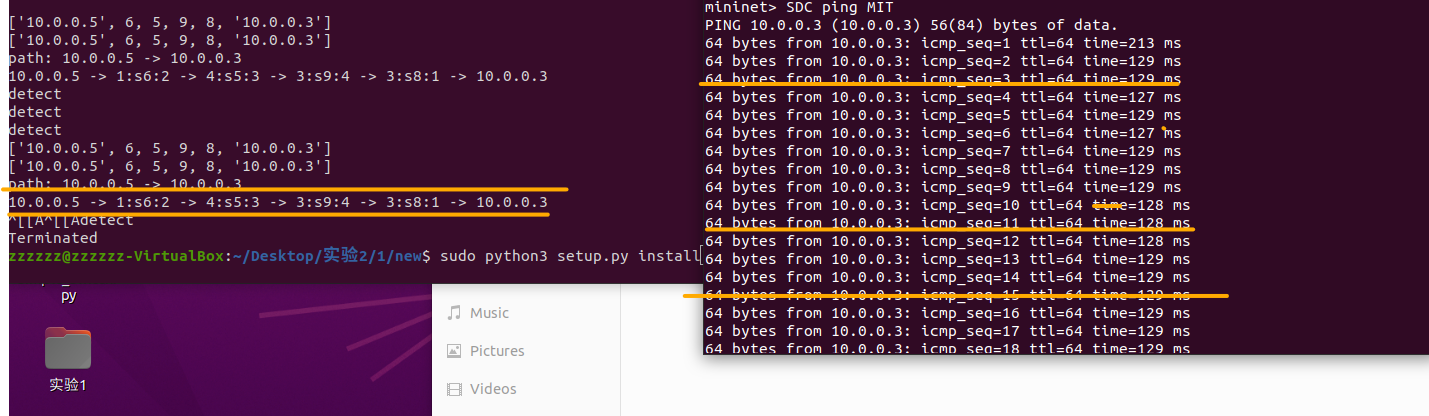 ['10.0.0.5', 6, 5, 9, 8, '10.0.0.3']
['10.0.0.5', 6, 5, 9, 8, '10.0.0.3']
path: 10.0.0.5 -> 10.0.0.3
10.0.0.5 -> 1:s6:2 -> 4:s5:3 -> 3:s9:4 -> 3:s8:1 -> 10.0.0.3
detect
detect
detect
['10.0.0.5', 6, 5, 9, 8, '10.0.0.3']
['10.0.0.5', 6, 5, 9, 8, '10.0.0.3']
path: 10.0.0.5 -> 10.0.0.3
10.0.0.5 -> 1:s6:2 -> 4:s5:3 -> 3:s9:4 -> 3:s8:1 -> 10.0.0.3
^[[A^[[Adetect
Terminated
zzzzzz@zzzzzz-VirtualBox:~/Desktop/实验2/1/new$ sudo python3 setup.py install
py
实验1
Music
Pictures
Videos
mininet> SDC ping MIT
PING 10.0.0.3 (10.0.0.3) 56(84) bytes of data.
64 bytes from 10.0.0.3: icmp_seq=1 ttl=64 time=213 ms
64 bytes from 10.0.0.3: icmp_seq=2 ttl=64 time=129 ms
64 bytes from 10.0.0.3: icmp_seq=3 ttl=64 time=129 ms
64 bytes from 10.0.0.3: icmp_seq=4 ttl=64 time=127 ms
64 bytes from 10.0.0.3: icmp_seq=5 ttl=64 time=129 ms
64 bytes from 10.0.0.3: icmp_seq=6 ttl=64 time=127 ms
64 bytes from 10.0.0.3: icmp_seq=7 ttl=64 time=129 ms
64 bytes from 10.0.0.3: icmp_seq=8 ttl=64 time=129 ms
64 bytes from 10.0.0.3: icmp_seq=9 ttl=64 time=129 ms
64 bytes from 10.0.0.3: icmp_seq=10 ttl=64 time=128 ms
64 bytes from 10.0.0.3: icmp_seq=11 ttl=64 time=128 ms
64 bytes from 10.0.0.3: icmp_seq=12 ttl=64 time=128 ms
64 bytes from 10.0.0.3: icmp_seq=13 ttl=64 time=129 ms
64 bytes from 10.0.0.3: icmp_seq=14 ttl=64 time=129 ms
64 bytes from 10.0.0.3: icmp_seq=15 ttl=64 time=129 ms
64 bytes from 10.0.0.3: icmp_seq=16 ttl=64 time=129 ms
64 bytes from 10.0.0.3: icmp_seq=17 ttl=64 time=129 ms
64 bytes from 10.0.0.3: icmp_seq=18 ttl=64 time=129 ms